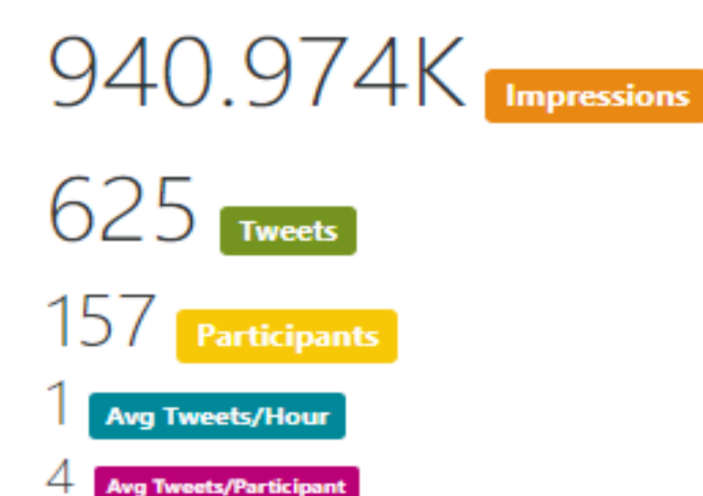 940.974K Impressions
625 Tweets
157 Participants
1 Avg Tweets/Hour
4 Avg Tweets/Participant